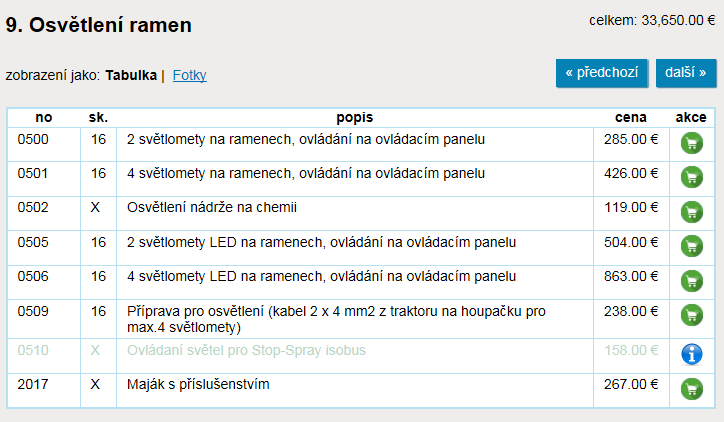 9. Osvětlení ramen
celkem: 33,650.00 €
zobrazení jako: Tabulka | Fotky
« předchozí
další »
no sk. popis cena akce
0500 16 2 světlomety na ramenech, ovládání na ovládacím panelu 285.00 €
0501 16 4 světlomety na ramenech, ovládání na ovládacím panelu 426.00 €
0502 X Osvětlení nádrže na chemii 119.00 €
0505 16 2 světlomety LED na ramenech, ovládání na ovládacím panelu 504.00 €
0506 16 4 světlomety LED na ramenech, ovládání na ovládacím panelu 863.00 €
0509 16 Příprava pro osvětlení (kabel 2 x 4 mm2 z traktoru na houpačku pro 238.00 €
max.4 světlomety)
0510 X Ovládaní světel pro Stop-Spray isobus 158.00 €
2017 X Maják s příslušenstvím 267.00 €